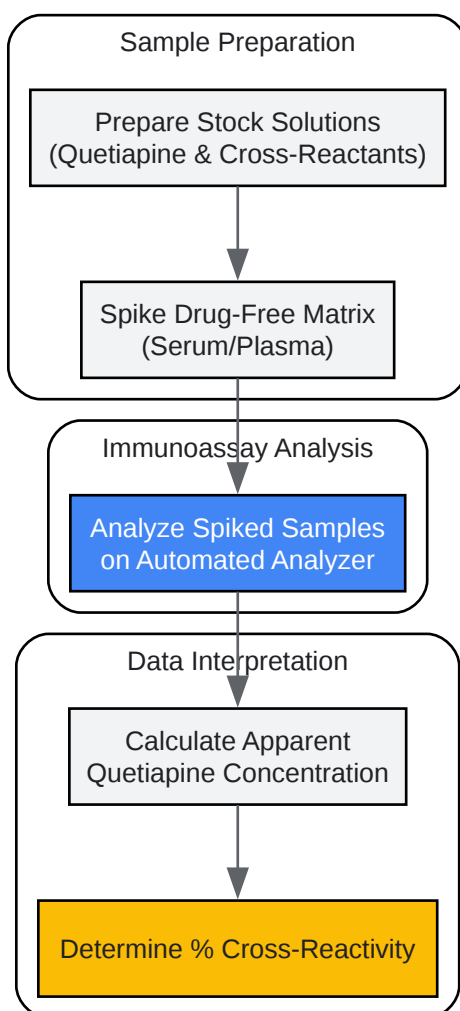 Sample Preparation
Prepare Stock Solutions
(Quetiapine & Cross-Reactants)
Spike Drug-Free Matrix
(Serum/Plasma)
Immunoassay Analysis
Analyze Spiked Samples
on Automated Analyzer
Data Interpretation
Calculate Apparent
Quetiapine Concentration
Determine % Cross-Reactivity